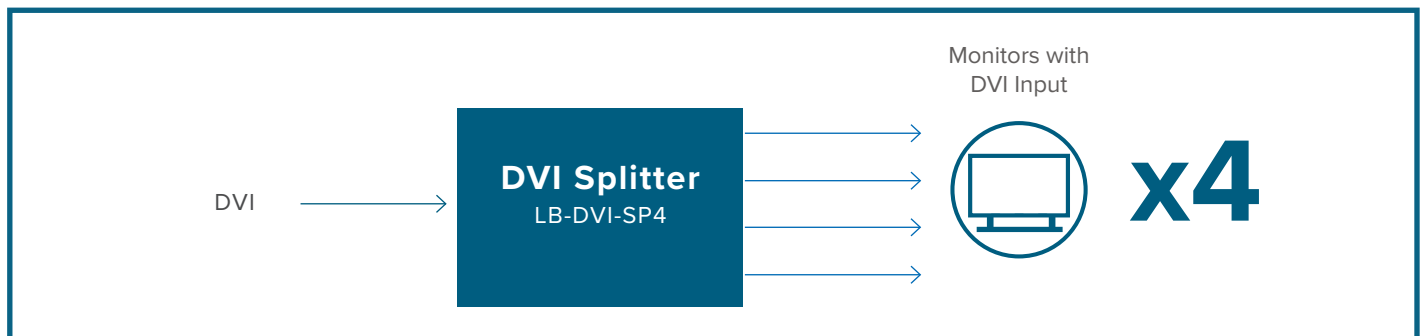 DVI
DVI Splitter
LB-DVI-SP4
Monitors with
DVI Input
x4